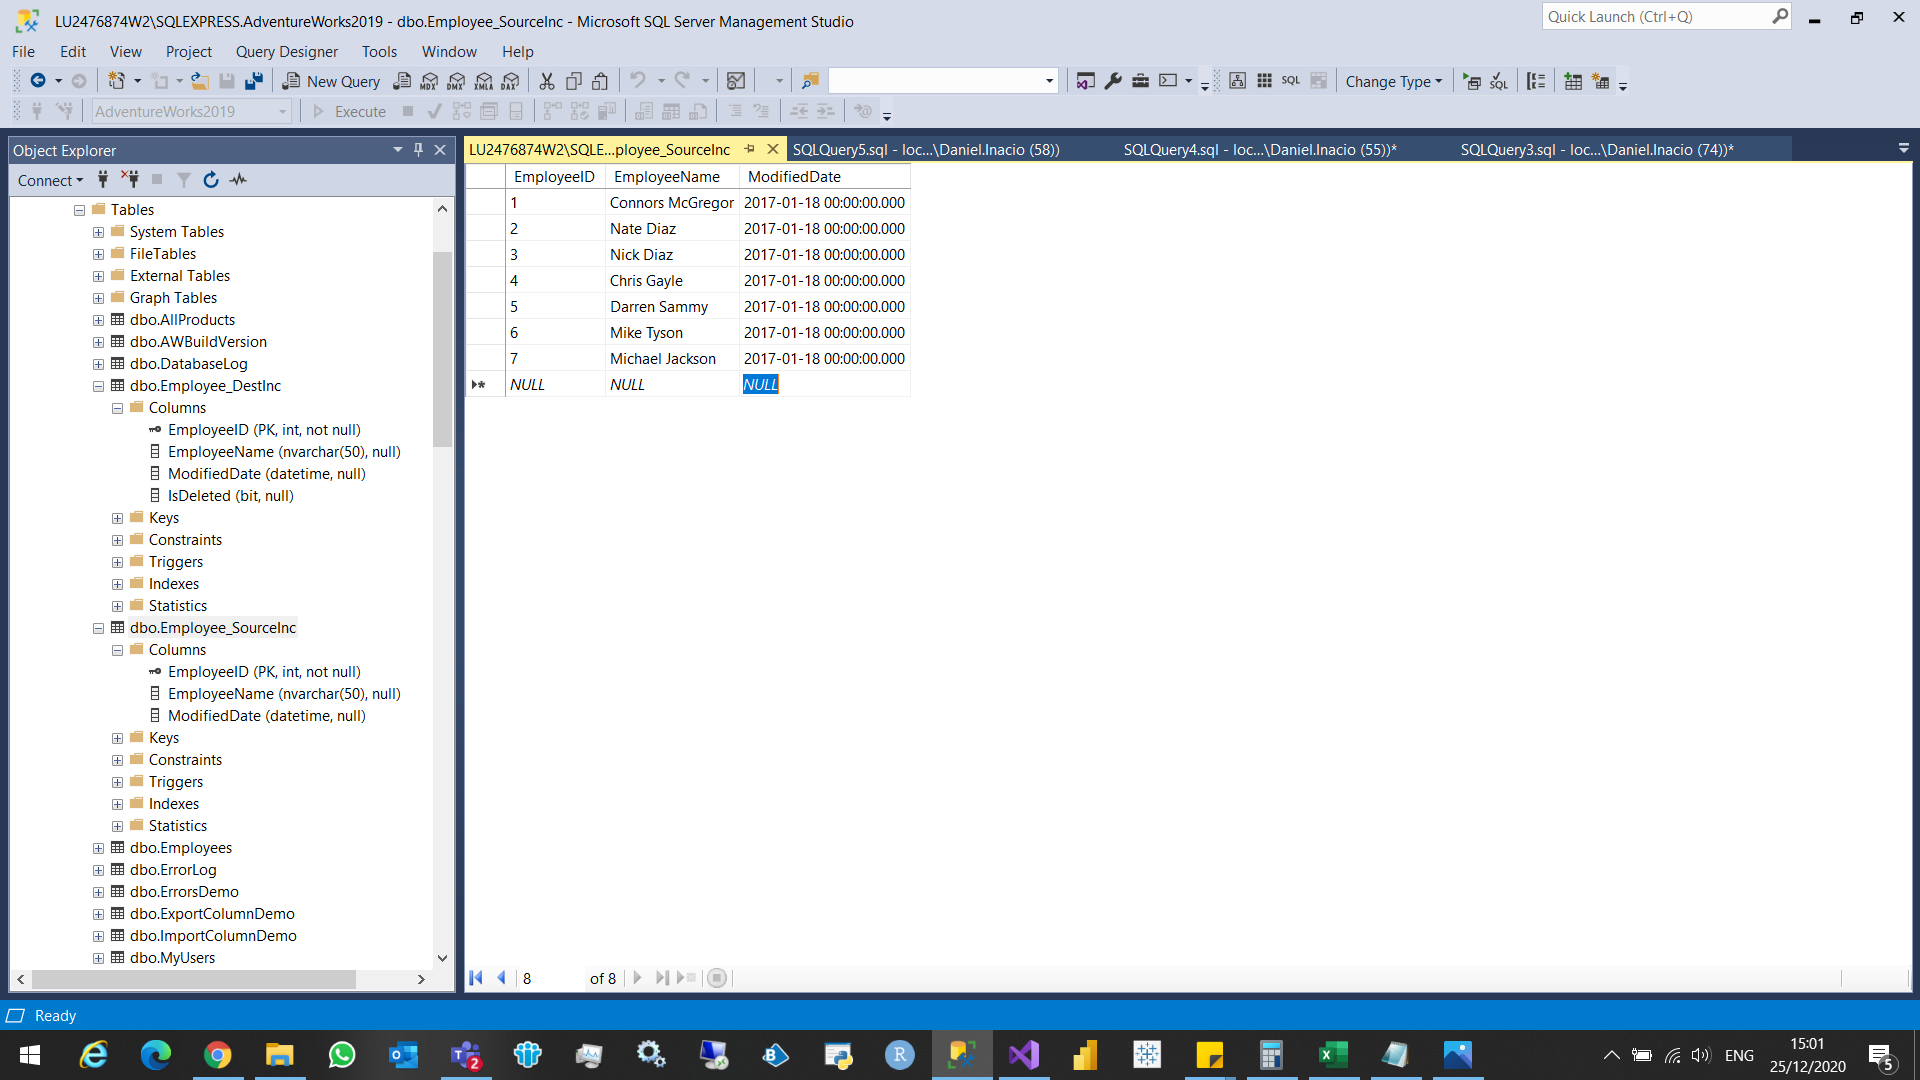 LU2476874W2\SQLEXPRESS.AdventureWorks2019 - dbo.Employee_SourceInc - Microsoft SQL Server Management Studio
Quick Launch (Ctrl+Q)
File Edit View Project Query Designer Tools Window Help
New Query MDX DMX XMLA DAX SQL Change Type SQL
AdventureWorks2019 Execute
Object Explorer
Connect
Tables
System Tables
FileTables
External Tables
Graph Tables
dbo.AllProducts
dbo.AWBuildVersion
dbo.DatabaseLog
dbo.Employee_DestInc
Columns
EmployeeID (PK, int, not null)
EmployeeName (nvarchar(50), null)
ModifiedDate (datetime, null)
IsDeleted (bit, null)
Keys
Constraints
Triggers
Indexes
Statistics
dbo.Employee_SourceInc
Columns
EmployeeID (PK, int, not null)
EmployeeName (nvarchar(50), null)
ModifiedDate (datetime, null)
Keys
Constraints
Triggers
Indexes
Statistics
dbo.Employees
dbo.ErrorLog
dbo.ErrorsDemo
dbo.ExportColumnDemo
dbo.ImportColumnDemo
dbo.MyUsers
LU2476874W2\SQLE...ployee_SourceInc SQLQuery5.sql - loc...\Daniel.Inacio (58)) SQLQuery4.sql - loc...\Daniel.Inacio (55))* SQLQuery3.sql - loc...\Daniel.Inacio (74))*
EmployeeID EmployeeName ModifiedDate
1 Connors McGregor 2017-01-18 00:00:00.000
2 Nate Diaz 2017-01-18 00:00:00.000
3 Nick Diaz 2017-01-18 00:00:00.000
4 Chris Gayle 2017-01-18 00:00:00.000
5 Darren Sammy 2017-01-18 00:00:00.000
6 Mike Tyson 2017-01-18 00:00:00.000
7 Michael Jackson 2017-01-18 00:00:00.000
NULL NULL NULL
8 of 8
Ready
2 ENG
15:01
25/12/2020
5